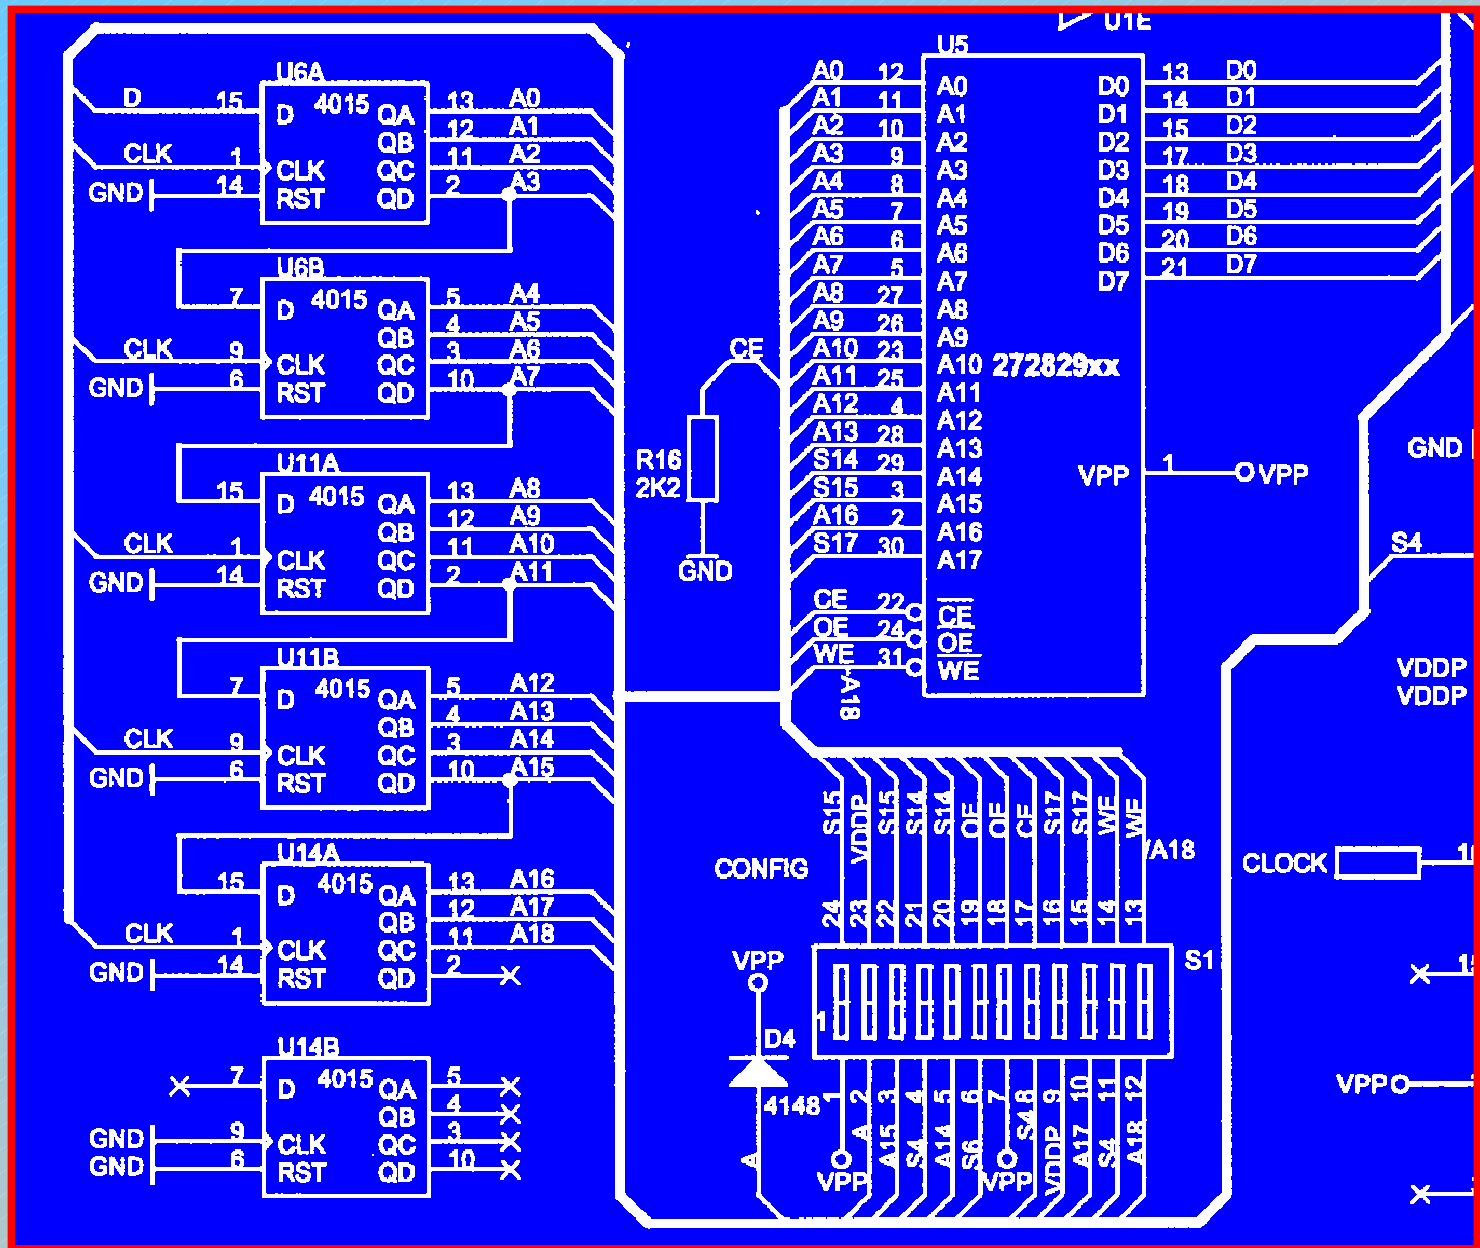 U1E
U6A
D 15 D 4015 QA 13 A0
QB 12 A1
CLK 1 CLK QC 11 A2
GND 14 RST QD 2 A3
U6B
7 D 4015 QA 5 A4
QB 4 A5
CLK 9 CLK QC 3 A6
GND 6 RST QD 10 A7
U11A
15 D 4015 QA 13 A8
QB 12 A9
CLK 1 CLK QC 11 A10
GND 14 RST QD 2 A11
U11B
7 D 4015 QA 5 A12
QB 4 A13
CLK 9 CLK QC 3 A14
GND 6 RST QD 10 A15
U14A
15 D 4015 QA 13 A16
QB 12 A17
CLK 1 CLK QC 11 A18
GND 14 RST QD 2
U14B
7 D 4015 QA 5
QB 4
GND 9 CLK QC 3
GND 6 RST QD 10
U5
A0 12 A0 D0 13 D0
A1 11 A1 D1 14 D1
A2 10 A2 D2 15 D2
A3 9 A3 D3 17 D3
A4 8 A4 D4 18 D4
A5 7 A5 D5 19 D5
A6 6 A6 D6 20 D6
A7 5 A7 D7 21 D7
A8 27 A8
A9 26 A9
A10 23 A10 272829xx
A11 25 A11
A12 4 A12
A13 28 A13
S14 29 A14 VPP 1 VPP
S15 3 A15
A16 2 A16
S17 30 A17
CE 22 CE
OE 24 OE
WE 31 WE
/A18
CE
R16
2K2
GND
GND
S4
VDDP
VDDP
CLOCK
VPP
S15 VDDP S15 S14 S14 OE OE CE S17 S17 WE WE
/A18
CONFIG
24 23 22 21 20 19 18 17 16 15 14 13
S1
1
1 2 3 4 5 6 7 8 9 10 11 12
VPP A A15 S4 A14 S6 VPP S4 VDDP A17 S4 A18
VPP
D4
4148
A